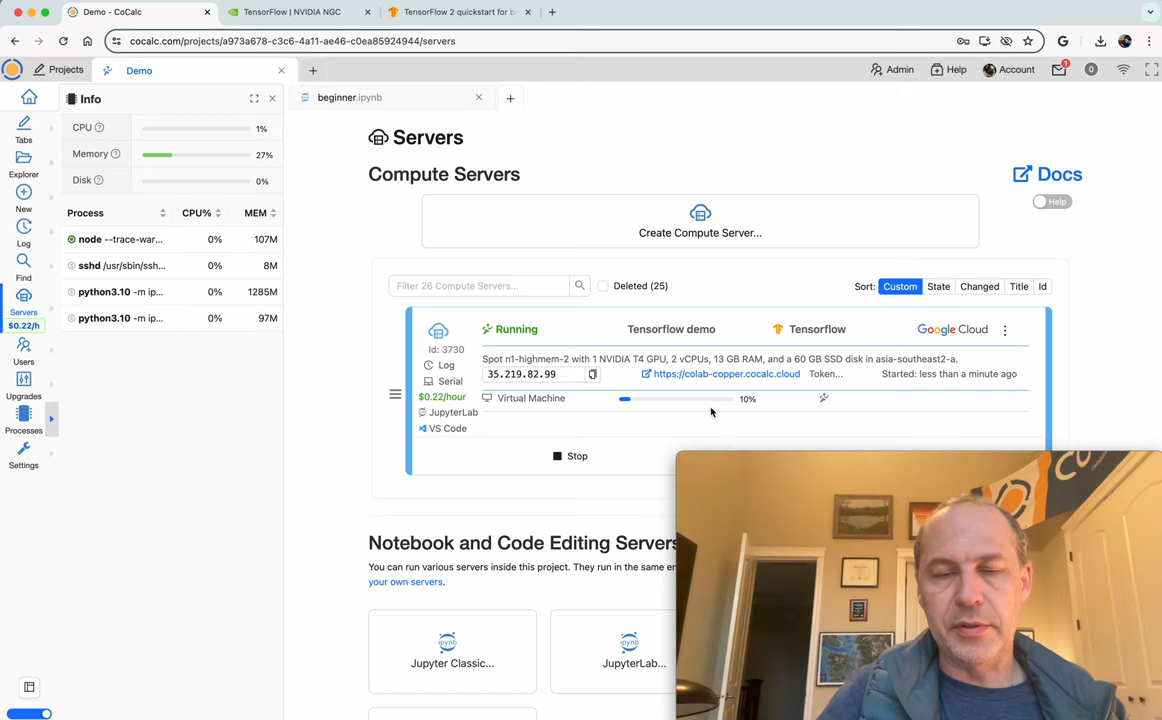 Demo - CoCalc
TensorFlow | NVIDIA NGC
TensorFlow 2 quickstart for b
cocalc.com/projects/a973a678-c3c6-4a11-ae46-c0ea85924944/servers
Projects
Demo
Admin
Help
Account
1
0
Tabs
Explorer
New
Log
Find
Servers
$0.22/h
Users
Upgrades
Processes
Settings
Info
CPU
1%
Memory
27%
Disk
0%
Process CPU% MEM
node --trace-war... 0% 107M
sshd /usr/sbin/ssh... 0% 8M
python3.10 -m ip... 0% 1285M
python3.10 -m ip... 0% 97M
beginner.ipynb
Servers
Compute Servers
Docs
Help
Create Compute Server...
Filter 26 Compute Servers...
Deleted (25)
Sort: Custom State Changed Title Id
Running Tensorflow demo Tensorflow Google Cloud
Id: 3730
Log
Serial
$0.22/hour
JupyterLab
VS Code
Spot n1-highmem-2 with 1 NVIDIA T4 GPU, 2 vCPUs, 13 GB RAM, and a 60 GB SSD disk in asia-southeast2-a.
35.219.82.99 https://colab-copper.cocalc.cloud Token... Started: less than a minute ago
Virtual Machine 10%
Stop
Notebook and Code Editing Servers
You can run various servers inside this project. They run in the same en
your own servers.
ipynb
Jupyter Classic...
ipynb
JupyterLab...